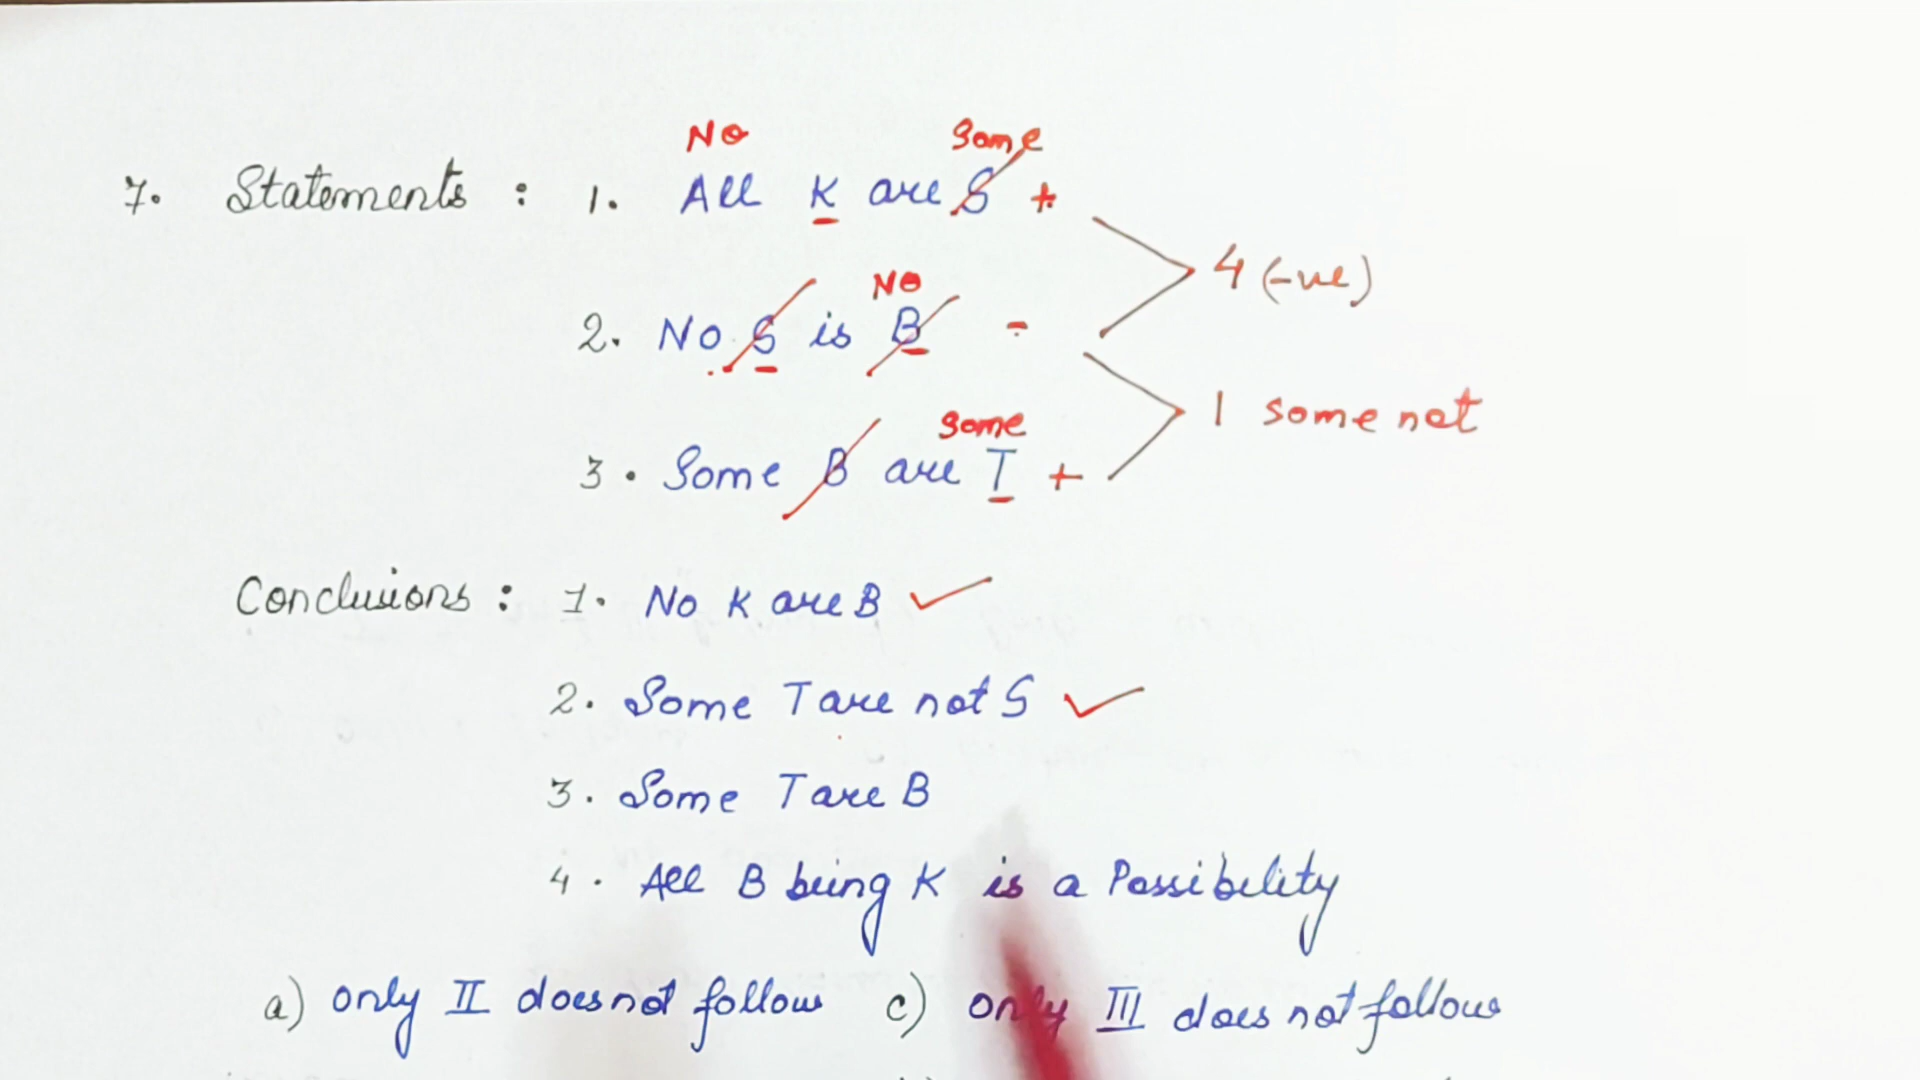 No Some
7. Statements : 1. All K are S +
4 (-ve)
No
2. No S is B -
1 some not
Some
3. Some B are T +
Conclusions : 1. No K are B ✓
2. Some T are not S ✓
3. Some T are B
4. All B being K is a Possibility
a) only II does not follow c) only III does not follow